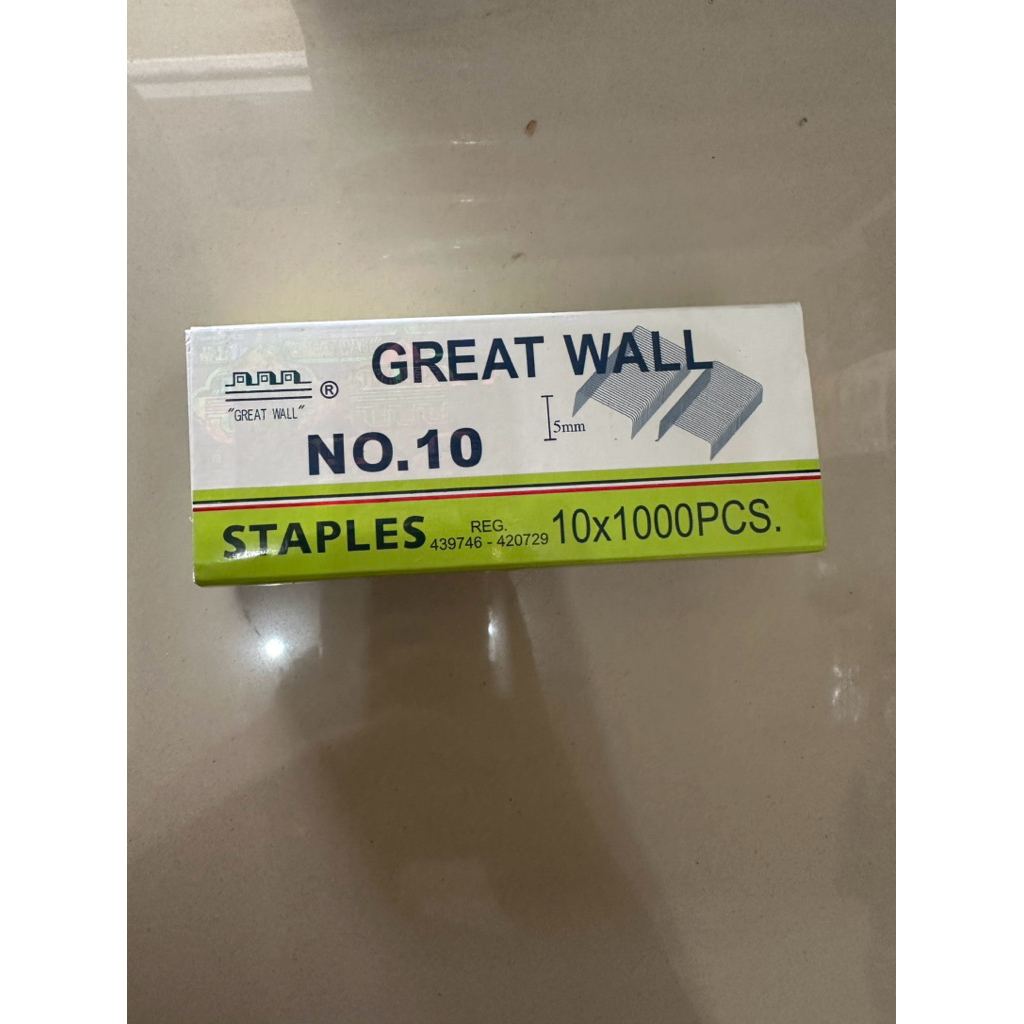 GREAT WALL
®
"GREAT WALL"
5mm
NO.10
STAPLES
REG.
439746 - 420729
10x1000PCS.